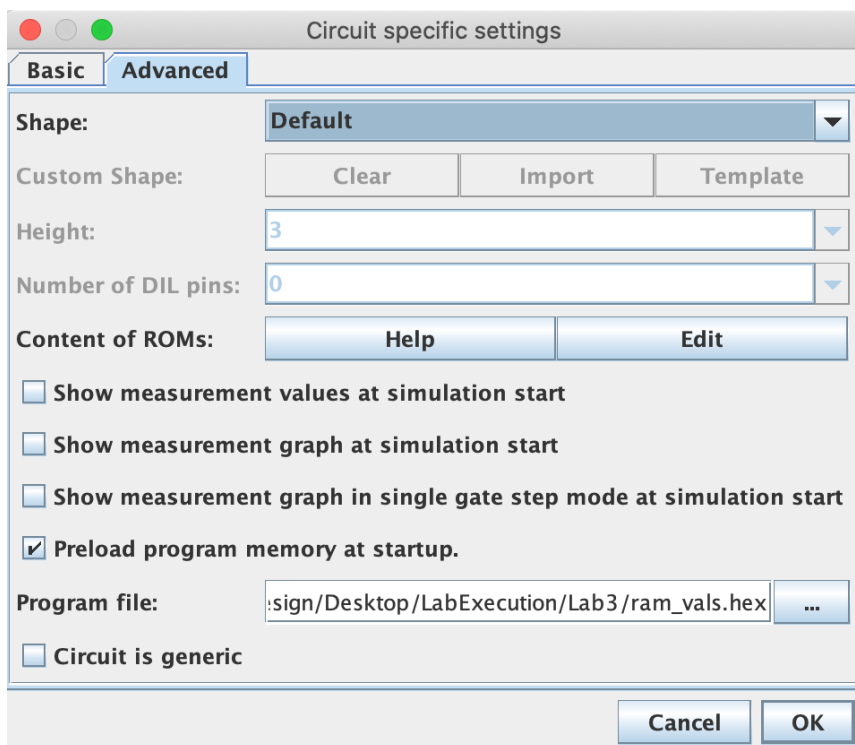 Circuit specific settings
Basic Advanced
Shape: Default
Custom Shape: Clear Import Template
Height: 3
Number of DIL pins: 0
Content of ROMs: Help Edit
Show measurement values at simulation start
Show measurement graph at simulation start
Show measurement graph in single gate step mode at simulation start
Preload program memory at startup.
Program file: sign/Desktop/LabExecution/Lab3/ram_vals.hex ...
Circuit is generic
Cancel OK